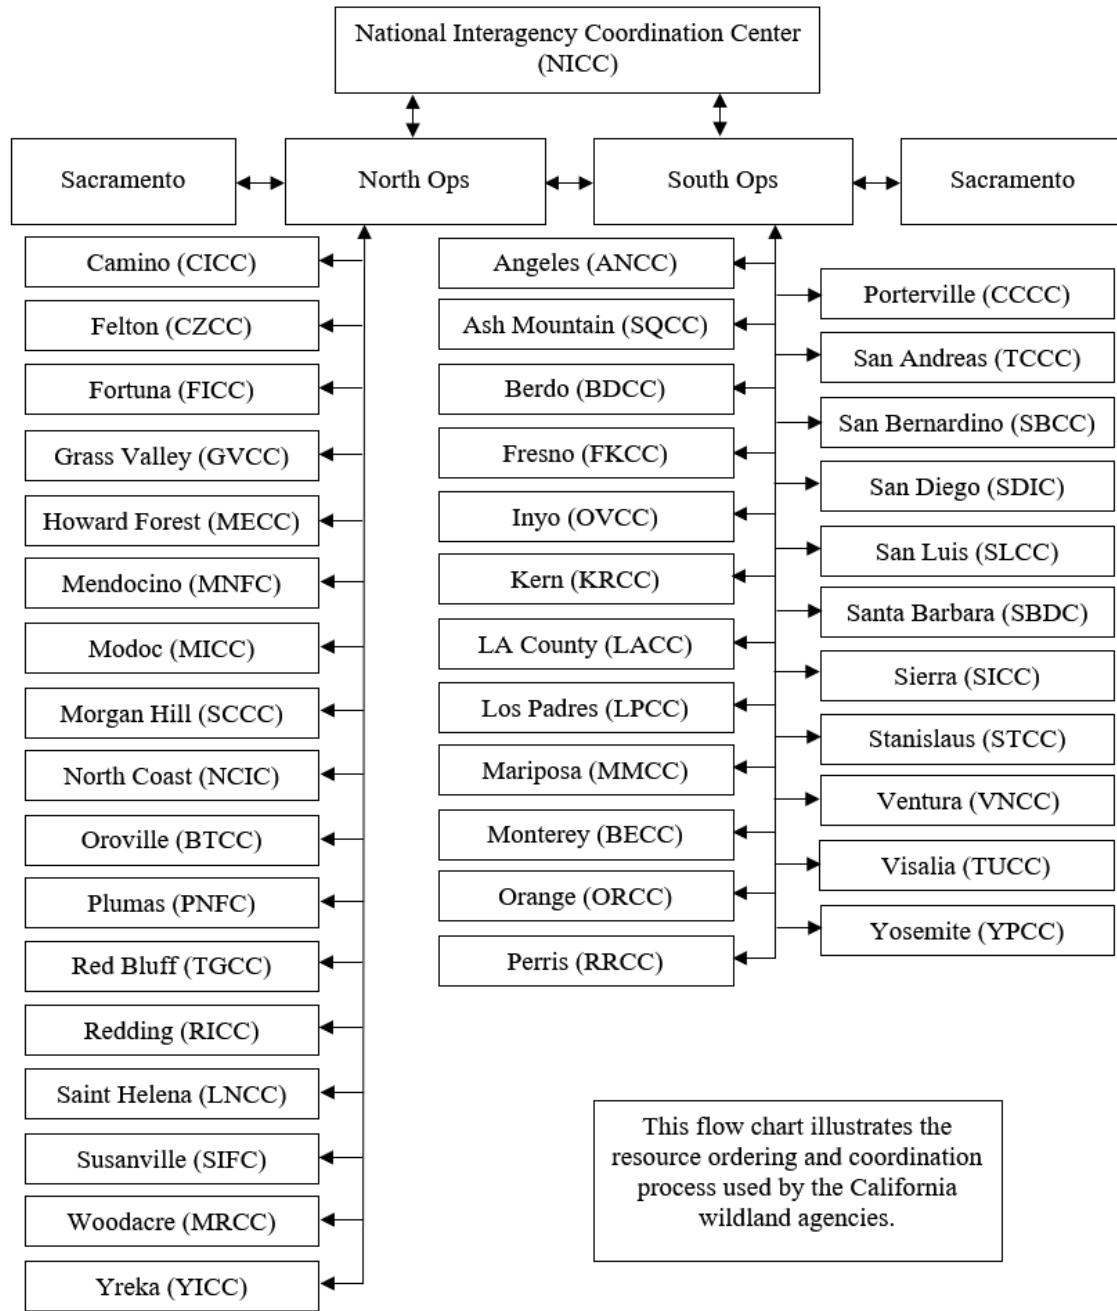 National Interagency Coordination Center
(NICC)
Sacramento
North Ops
South Ops
Sacramento
Camino (CICC)
Felton (CZCC)
Fortuna (FICC)
Grass Valley (GVCC)
Howard Forest (MECC)
Mendocino (MNFC)
Modoc (MICC)
Morgan Hill (SCCC)
North Coast (NCIC)
Oroville (BTCC)
Plumas (PNFC)
Red Bluff (TGCC)
Redding (RICC)
Saint Helena (LNCC)
Susanville (SIFC)
Woodacre (MRCC)
Yreka (YICC)
Angeles (ANCC)
Ash Mountain (SQCC)
Berdo (BDCC)
Fresno (FKCC)
Inyo (OVCC)
Kern (KRCC)
LA County (LACC)
Los Padres (LPCC)
Mariposa (MMCC)
Monterey (BECC)
Orange (ORCC)
Perris (RRCC)
Porterville (CCCC)
San Andreas (TCCC)
San Bernardino (SBCC)
San Diego (SDIC)
San Luis (SLCC)
Santa Barbara (SBDC)
Sierra (SICC)
Stanislaus (STCC)
Ventura (VNCC)
Visalia (TUCC)
Yosemite (YPCC)
This flow chart illustrates the
resource ordering and coordination
process used by the California
wildland agencies.